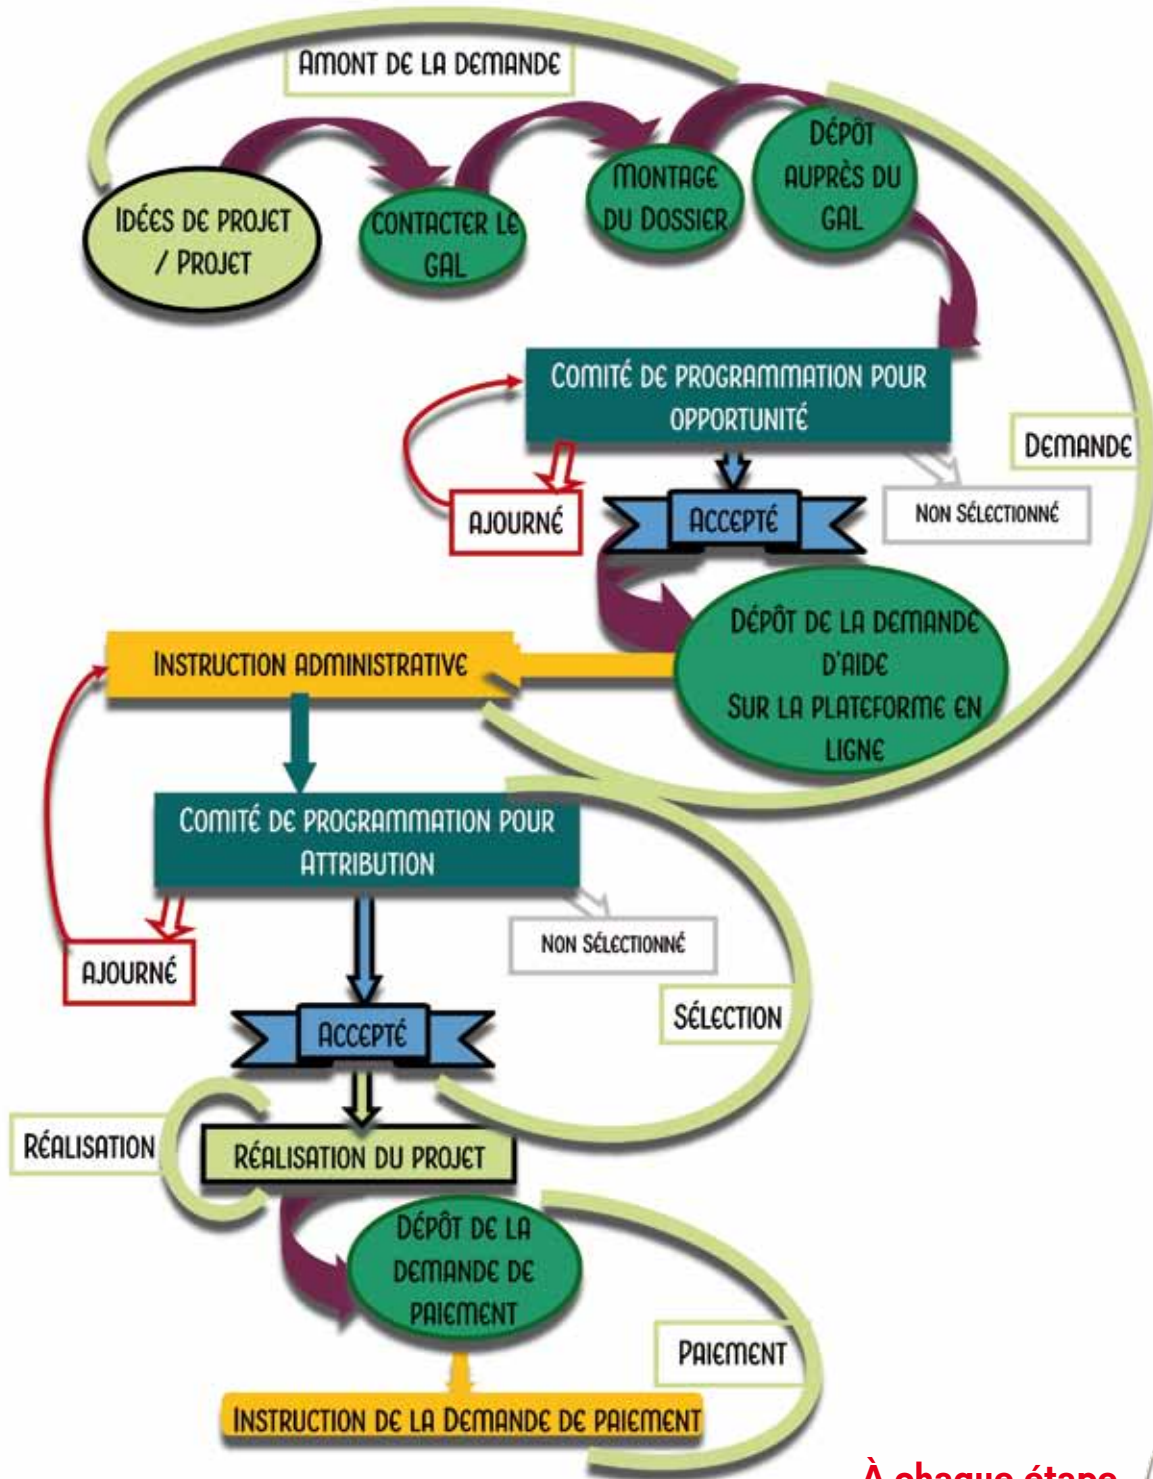 Amont de la demande
Idées de projet
/ Projet
contacter le
GAL
Montage
du Dossier
Dépôt
auprès du
GAL
Comité de programmation pour
opportunité
Demande
ajourné
Accepté
Non Sélectionné
Dépôt de la demande
d'aide
Sur la plateforme en
ligne
Instruction administrative
Comité de programmation pour
Attribution
ajourné
Non Sélectionné
Accepté
Sélection
Réalisation
Réalisation du projet
Dépôt de la
demande de
paiement
Paiement
Instruction de la Demande de paiement
À chaque étape